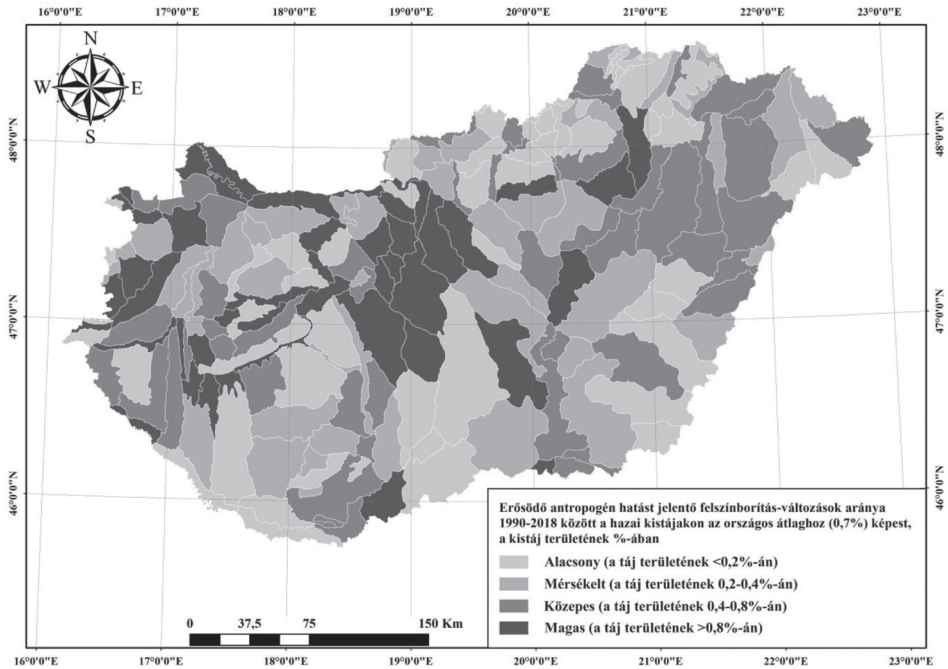 16°0'0"E 17°0'0"E 18°0'0"E 19°0'0"E 20°0'0"E 21°0'0"E 22°0'0"E 23°0'0"E
N
W E
S
48°0'0"N 48°0'0"N
47°0'0"N 47°0'0"N
46°0'0"N 46°0'0"N
Erősödő antropogén hatást jelentő felszínborítás-változások aránya
1990-2018 között a hazai kistájakon az országos átlaghoz (0,7%) képest,
a kistáj területének %-ában
Alacsony (a táj területének <0,2%-án)
Mérsékelt (a táj területének 0,2-0,4%-án)
Közepes (a táj területének 0,4-0,8%-án)
Magas (a táj területének >0,8%-án)
0 37,5 75 150 Km
16°0'0"E 17°0'0"E 18°0'0"E 19°0'0"E 20°0'0"E 21°0'0"E 22°0'0"E 23°0'0"E